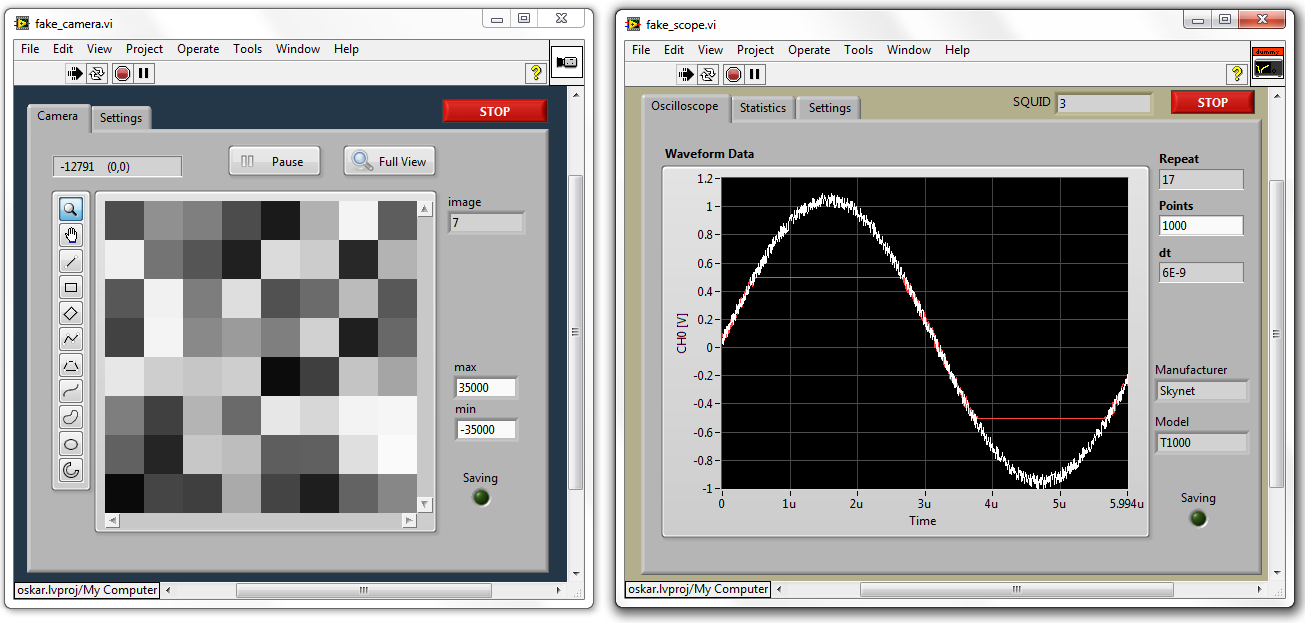 fake_camera.vi
File Edit View Project Operate Tools Window Help
?
Camera Settings
STOP
-12791 (0,0)
Pause
Full View
image
7
max
35000
min
-35000
Saving
oskar.lvproj/My Computer
fake_scope.vi
File Edit View Project Operate Tools Window Help
?
dummy
Oscilloscope Statistics Settings
SQUID 3
STOP
Waveform Data
1.2
1
0.8
0.6
0.4
0.2
0
-0.2
-0.4
-0.6
-0.8
-1
CH0 [V]
0 1u 2u 3u 4u 5u 5.994u
Time
Repeat
17
Points
1000
dt
6E-9
Manufacturer
Skynet
Model
T1000
Saving
oskar.lvproj/My Computer